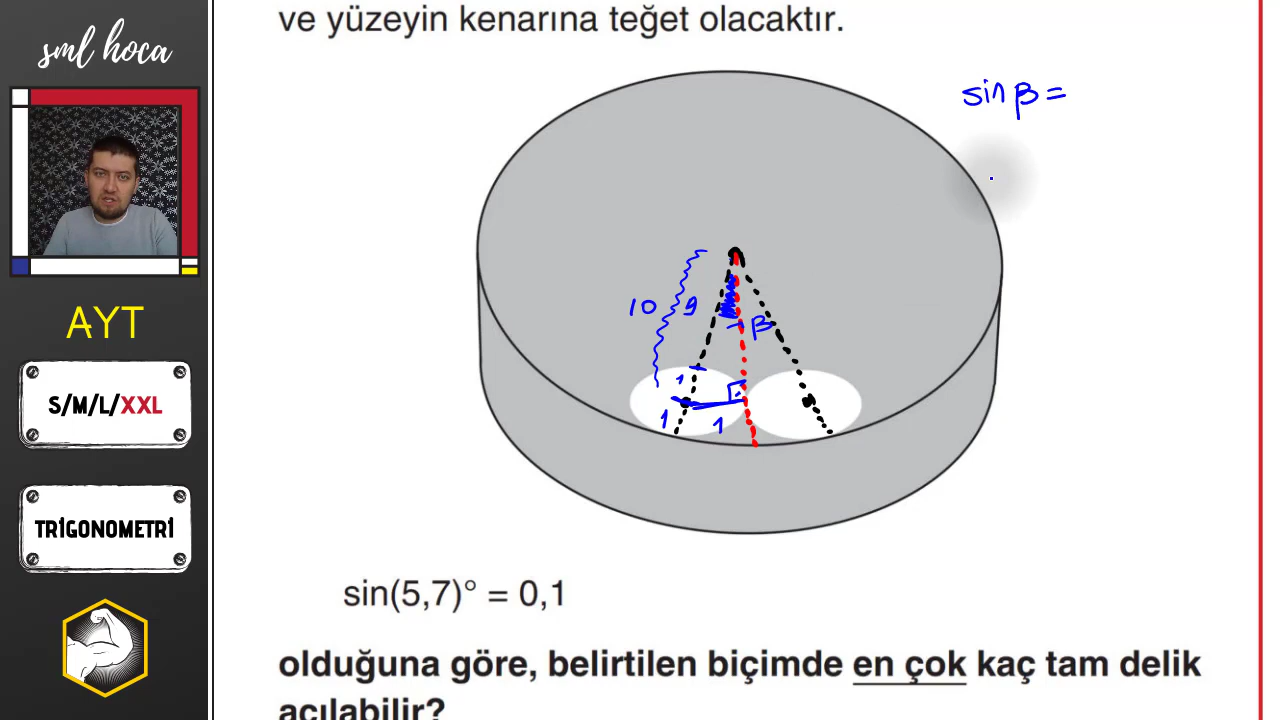 sml hoca
ve yüzeyin kenarına teğet olacaktır.
sin β =
10 9
β
1
1 1
AYT
S/M/L/XXL
TRİGONOMETRİ
sin(5,7)° = 0,1
olduğuna göre, belirtilen biçimde en çok kaç tam delik
açılabilir?